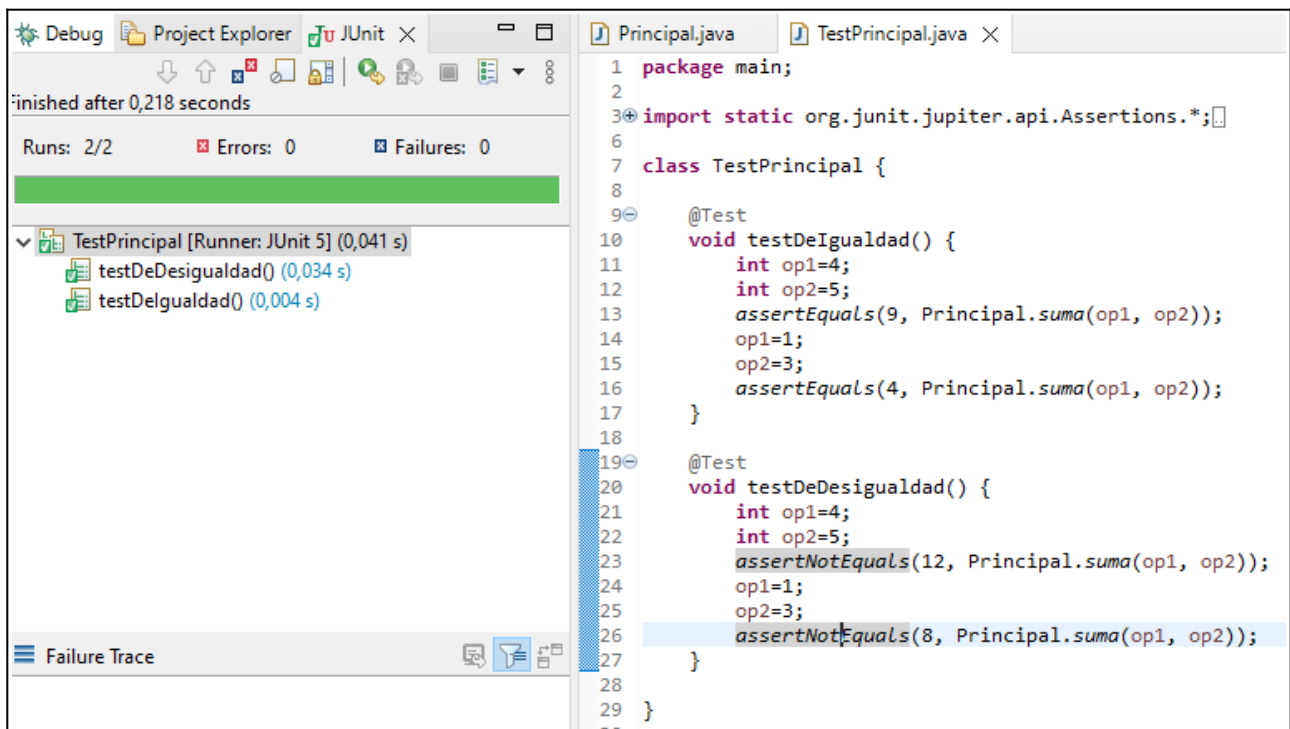 Debug Project Explorer JUnit
Finished after 0,218 seconds
Runs: 2/2 Errors: 0 Failures: 0
TestPrincipal [Runner: JUnit 5] (0,041 s)
testDeDesigualdad() (0,034 s)
testDeIgualdad() (0,004 s)
Failure Trace
Principal.java TestPrincipal.java
1 package main;
2
3 import static org.junit.jupiter.api.Assertions.*;
6
7 class TestPrincipal {
8
9 @Test
10 void testDeIgualdad() {
11 int op1=4;
12 int op2=5;
13 assertEquals(9, Principal.suma(op1, op2));
14 op1=1;
15 op2=3;
16 assertEquals(4, Principal.suma(op1, op2));
17 }
18
19 @Test
20 void testDeDesigualdad() {
21 int op1=4;
22 int op2=5;
23 assertNotEquals(12, Principal.suma(op1, op2));
24 op1=1;
25 op2=3;
26 assertNotEquals(8, Principal.suma(op1, op2));
27 }
28
29 }